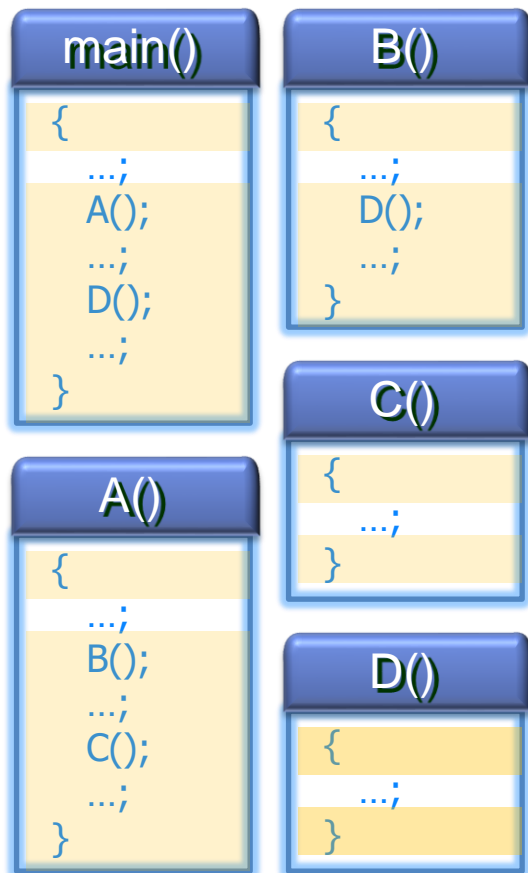 main()
{
...;
A();
...;
D();
...;
}
A()
{
...;
B();
...;
C();
...;
}
B()
{
...;
D();
...;
}
C()
{
...;
}
D()
{
...;
}